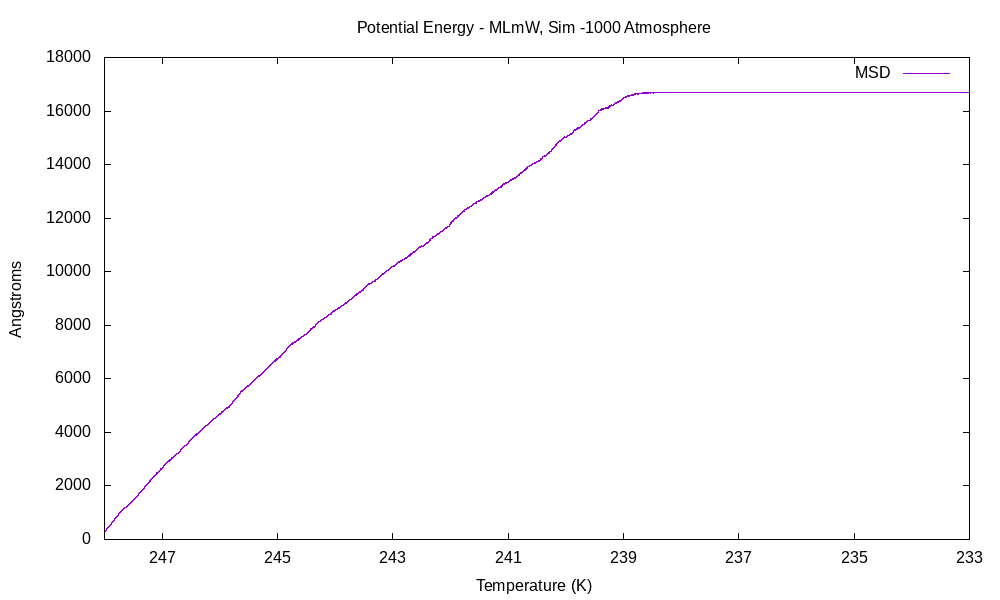 Potential Energy - MLmW, Sim -1000 Atmosphere
MSD
18000
16000
14000
12000
10000
8000
6000
4000
2000
0
Angstroms
247 245 243 241 239 237 235 233
Temperature (K)